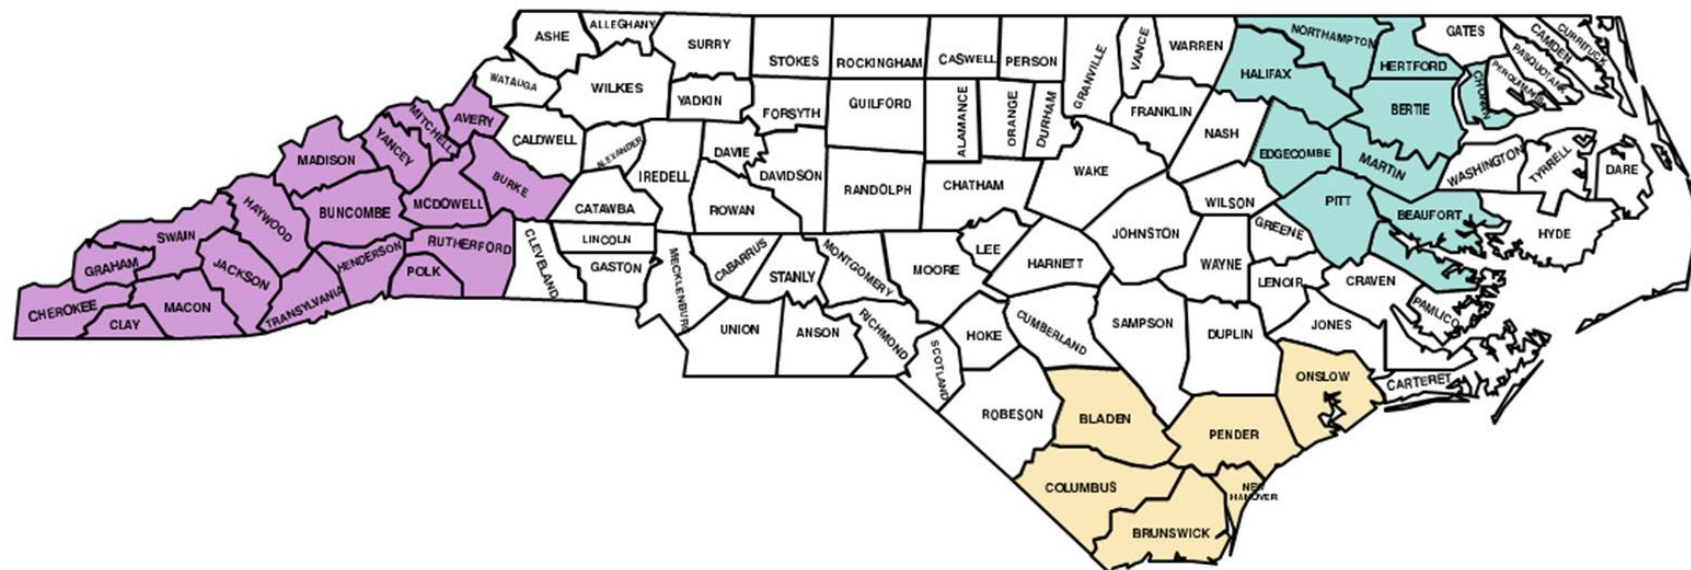 ASHE
ALLEGHANY
SURRY
STOKES
ROCKINGHAM
CASWELL
PERSON
GRANVILLE
VANCE
WARREN
NORTHAMPTON
GATES
CAMDEN
CURRITUCK
PASQUOTANK
PERQUIMANS
CHOWAN
HERTFORD
HALIFAX
BERTIE
WATAUGA
WILKES
YADKIN
FORSYTH
GUILFORD
ALAMANCE
ORANGE
DURHAM
FRANKLIN
NASH
EDGECOMBE
MARTIN
WASHINGTON
TYRRELL
DARE
MITCHELL
AVERY
YANCEY
CALDWELL
ALEXANDER
IREDELL
DAVIE
DAVIDSON
RANDOLPH
CHATHAM
WAKE
WILSON
PITT
BEAUFORT
HYDE
MADISON
BURKE
BUNCOMBE
MCDOWELL
CATAWBA
ROWAN
JOHNSTON
GREENE
HAYWOOD
SWAIN
GRAHAM
JACKSON
HENDERSON
RUTHERFORD
POLK
CLEVELAND
LINCOLN
GASTON
MECKLENBURG
CABARRUS
STANLY
MONTGOMERY
MOORE
LEE
HARNETT
WAYNE
LENOIR
CRAVEN
PAMLICO
CHEROKEE
CLAY
MACON
TRANSYLVANIA
UNION
ANSON
RICHMOND
SCOTLAND
HOKE
CUMBERLAND
SAMPSON
DUPLIN
JONES
CARTERET
ONSLOW
ROBESON
BLADEN
PENDER
COLUMBUS
NEW
HANOVER
BRUNSWICK